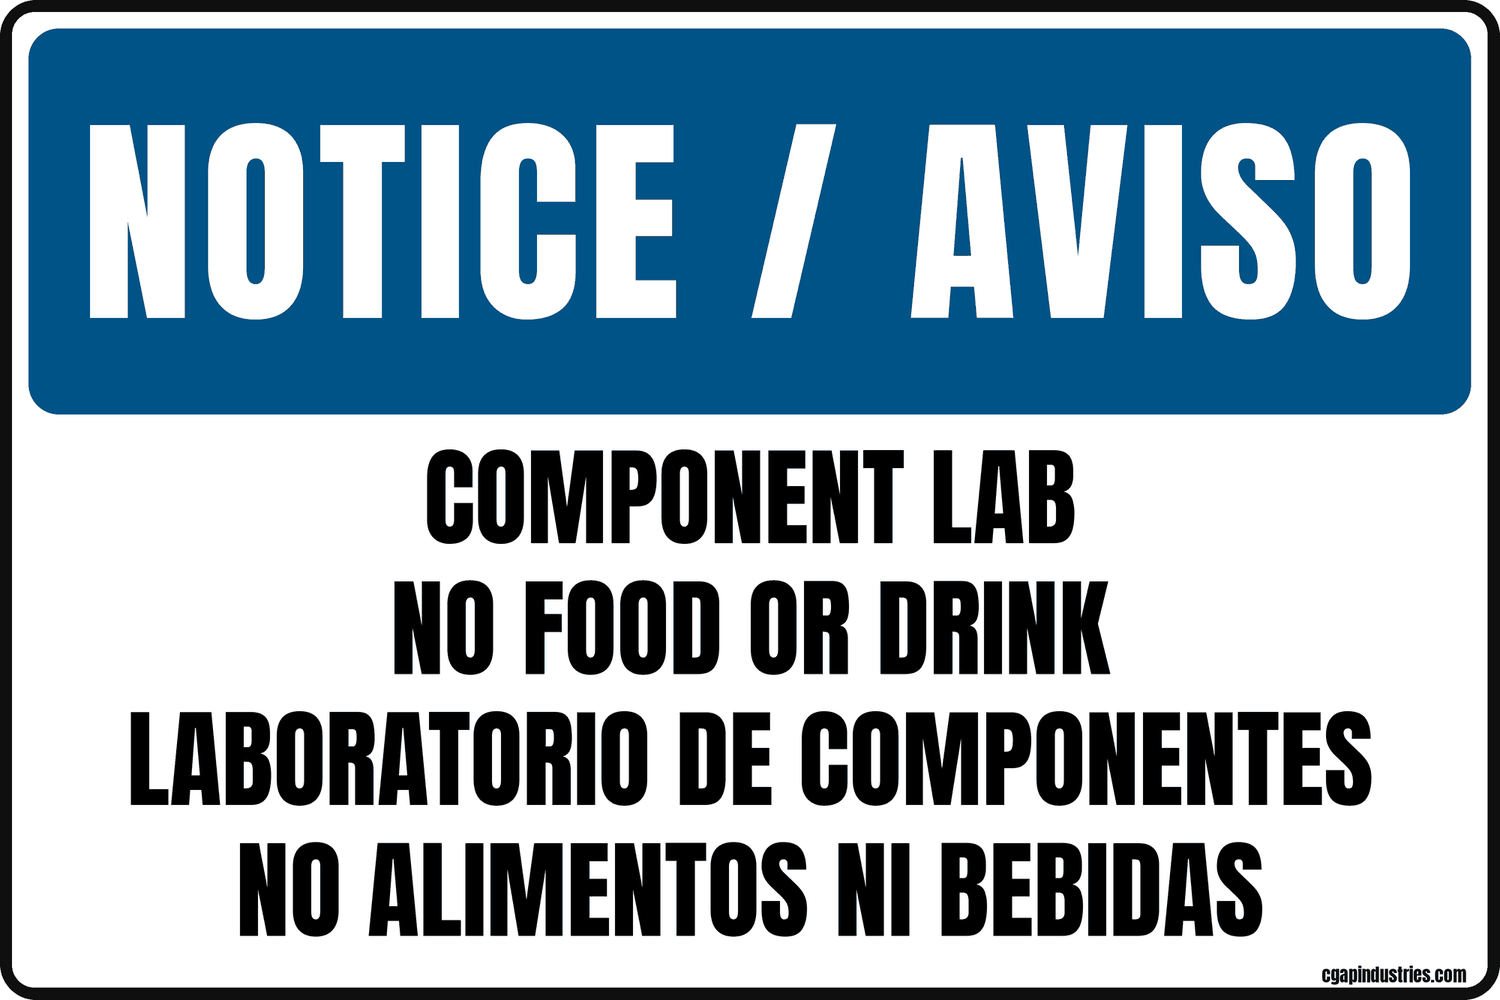 NOTICE / AVISO
COMPONENT LAB
NO FOOD OR DRINK
LABORATORIO DE COMPONENTES
NO ALIMENTOS NI BEBIDAS
cgapindustries.com